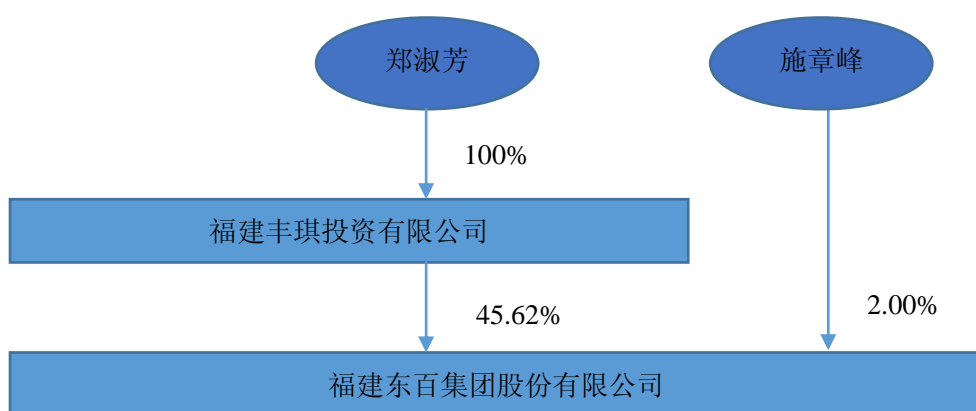 郑淑芳
施章峰
100%
福建丰琪投资有限公司
45.62%
2.00%
福建东百集团股份有限公司